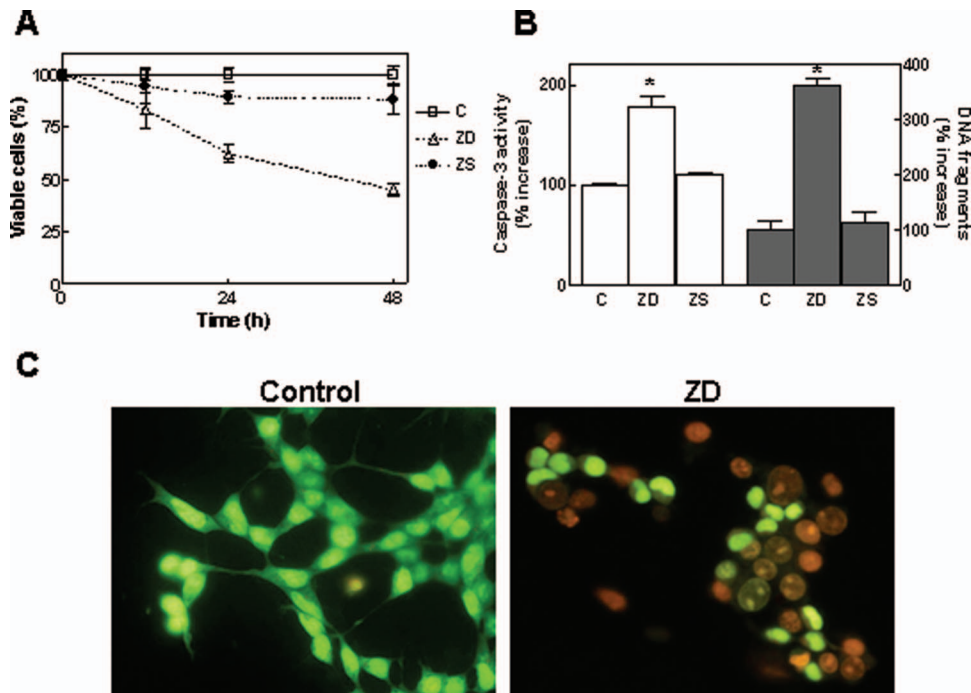 A
Viable cells (%)
100
75
50
25
0
0
24
48
Time (h)
C
ZD
ZS
B
Caspase-3 activity
(% increase)
200
100
0
C
ZD
ZS
C
ZD
ZS
*
*
400
300
200
100
0
DNA fragments
(% increase)
C
Control
ZD